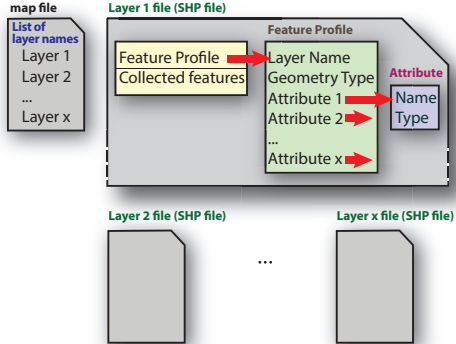 map file
List of
layer names
Layer 1
Layer 2
...
Layer x
Layer 1 file (SHP file)
Feature Profile
Collected features
Feature Profile
Layer Name
Geometry Type
Attribute 1
Attribute 2
...
Attribute x
Attribute
Name
Type
Layer 2 file (SHP file)
...
Layer x file (SHP file)